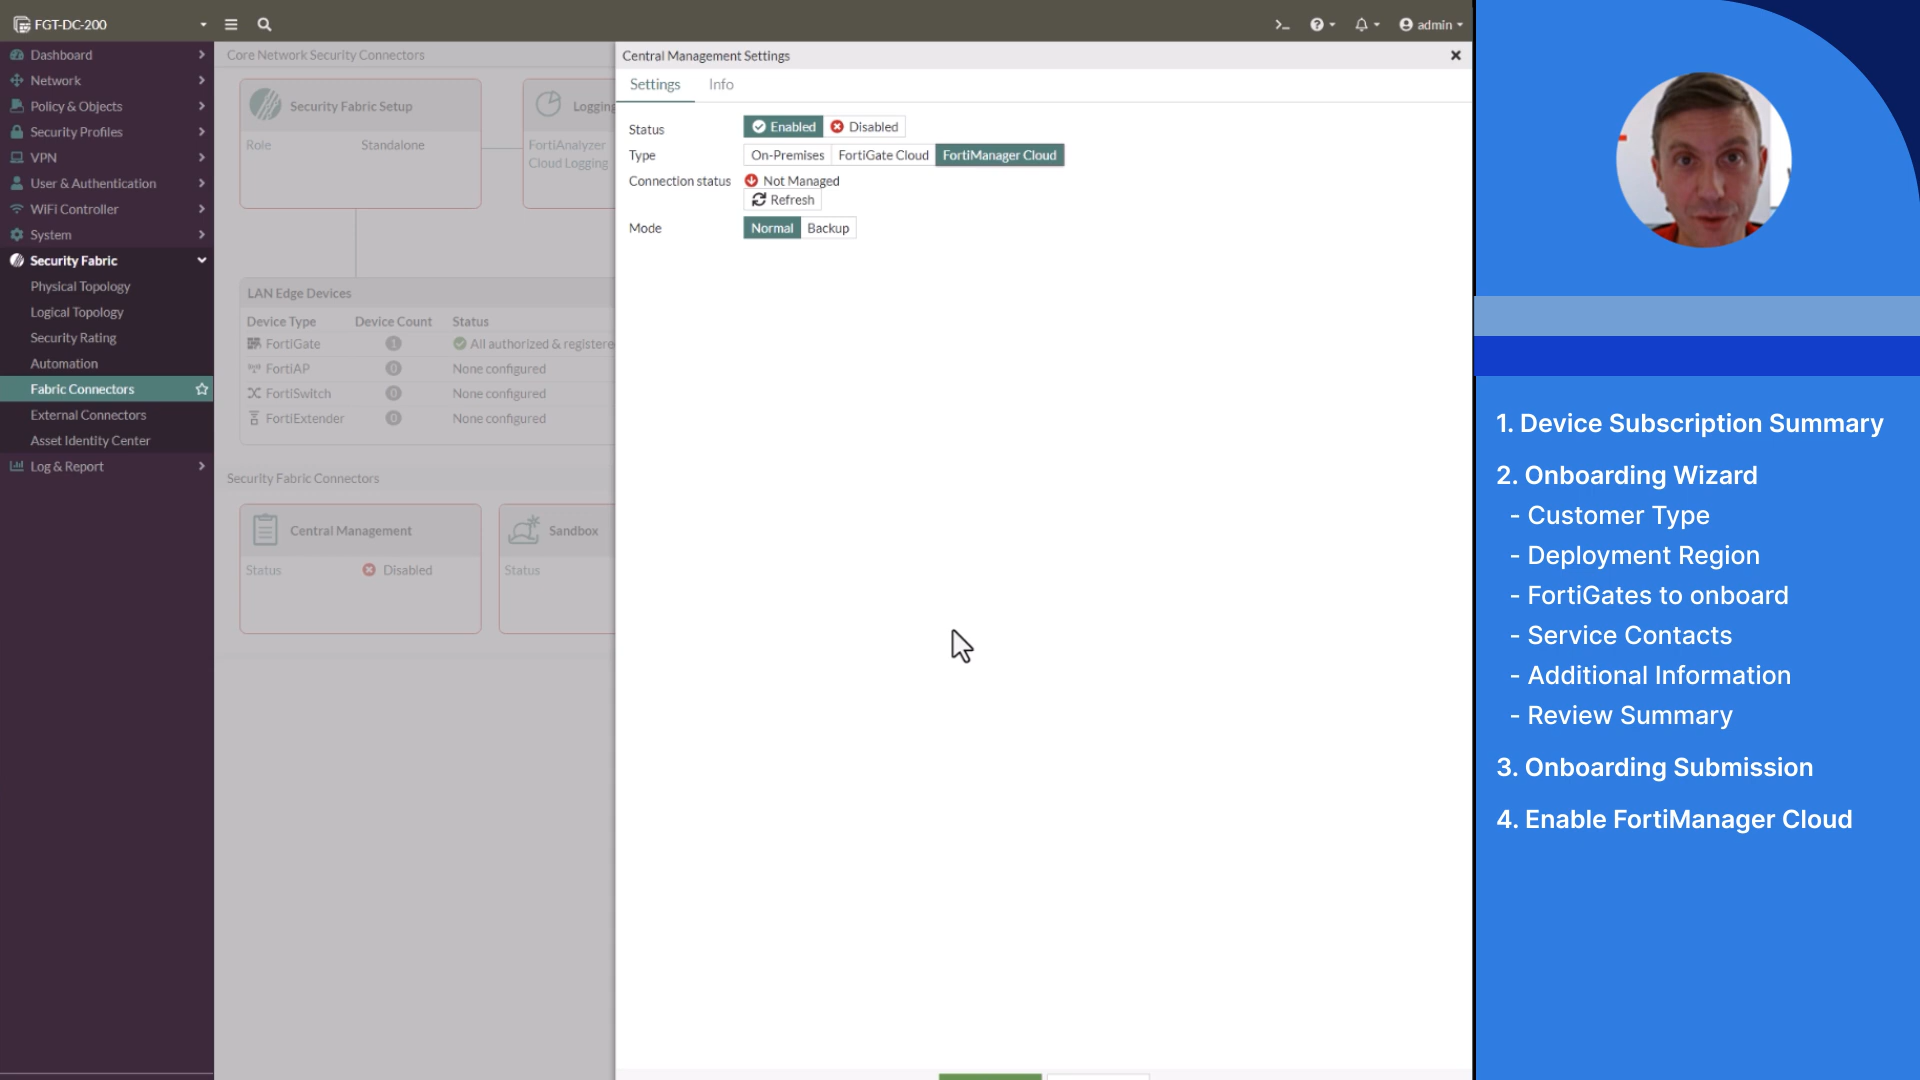 FGT-DC-200
admin
Dashboard
Network
Policy & Objects
Security Profiles
VPN
User & Authentication
WiFi Controller
System
Security Fabric
Physical Topology
Logical Topology
Security Rating
Automation
Fabric Connectors
External Connectors
Asset Identity Center
Log & Report
Core Network Security Connectors
Security Fabric Setup
Role Standalone
Logging
FortiAnalyzer
Cloud Logging
LAN Edge Devices
Device Type Device Count Status
FortiGate 1 All authorized & registere
FortiAP 0 None configured
FortiSwitch 0 None configured
FortiExtender 0 None configured
Security Fabric Connectors
Central Management
Status Disabled
Sandbox
Status
Central Management Settings
Settings Info
Status Enabled Disabled
Type On-Premises FortiGate Cloud FortiManager Cloud
Connection status Not Managed
Refresh
Mode Normal Backup
1. Device Subscription Summary
2. Onboarding Wizard
- Customer Type
- Deployment Region
- FortiGates to onboard
- Service Contacts
- Additional Information
- Review Summary
3. Onboarding Submission
4. Enable FortiManager Cloud